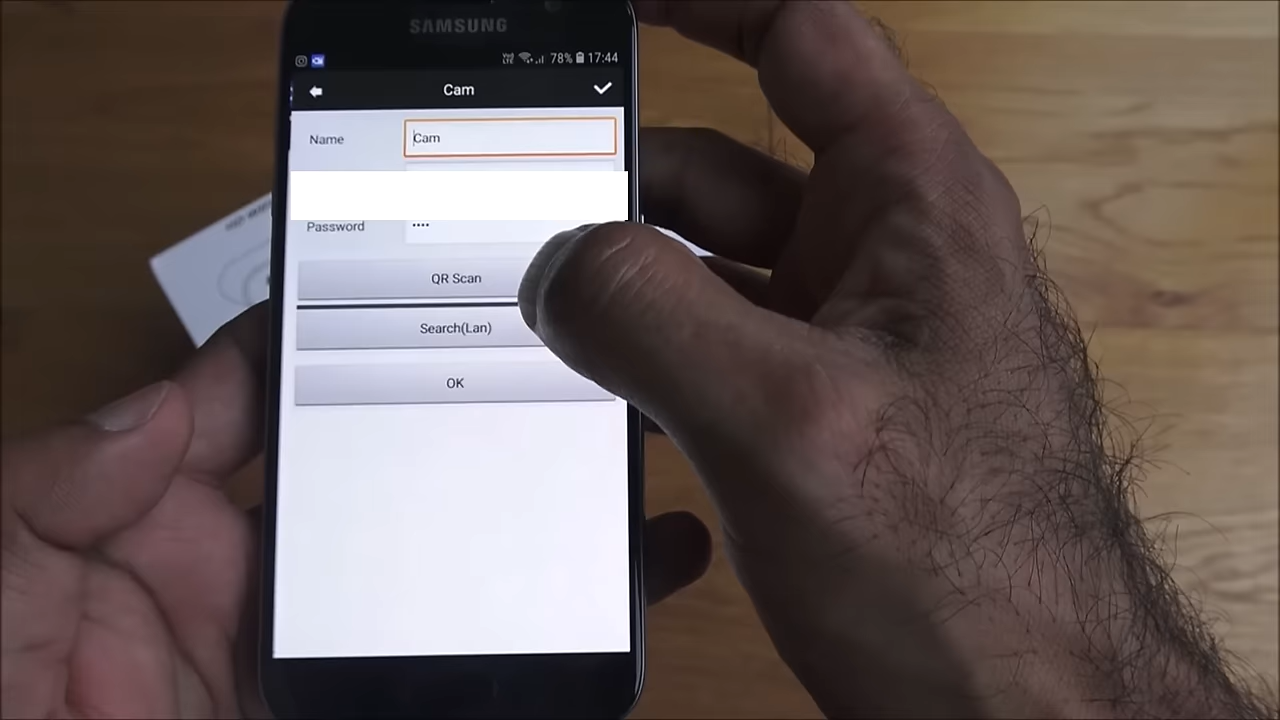 SAMSUNG
78% 17:44
Cam
Name Cam
Password ••••
QR Scan
Search(Lan)
OK